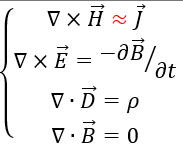 ∇ × H⃗ ≈ J⃗
∇ × E⃗ = −∂B⃗/∂t
∇ ⋅ D⃗ = ρ
∇ ⋅ B⃗ = 0